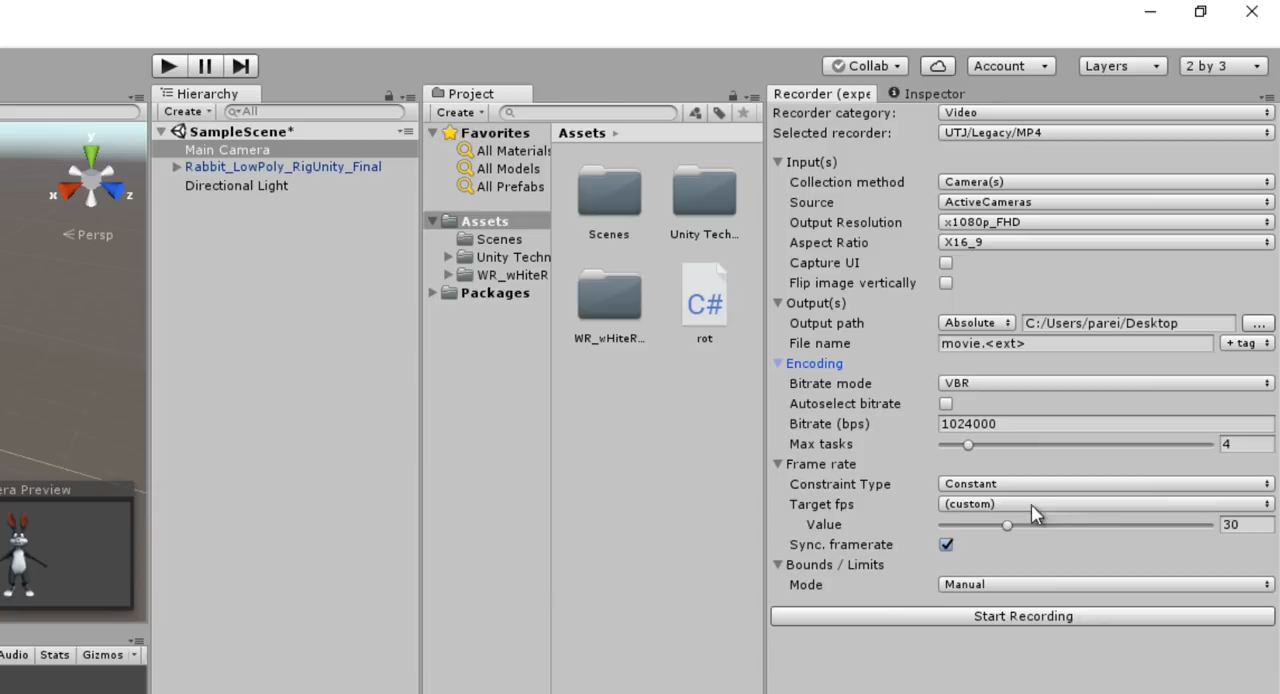 Collab
Account
Layers
2 by 3
Hierarchy
Project
Recorder (expe
Inspector
Create
All
Create
SampleScene*
Main Camera
Rabbit_LowPoly_RigUnity_Final
Directional Light
y
x
z
Persp
era Preview
Audio
Stats
Gizmos
Favorites
All Materials
All Models
All Prefabs
Assets
Scenes
Unity Techn
WR_wHiteR
Packages
Assets
Scenes
Unity Tech...
WR_wHiteR...
C#
rot
Recorder category: Video
Selected recorder: UTJ/Legacy/MP4
Input(s)
Collection method Camera(s)
Source ActiveCameras
Output Resolution x1080p_FHD
Aspect Ratio X16_9
Capture UI
Flip image vertically
Output(s)
Output path Absolute C:/Users/parei/Desktop ...
File name movie.<ext> + tag
Encoding
Bitrate mode VBR
Autoselect bitrate
Bitrate (bps) 1024000
Max tasks 4
Frame rate
Constraint Type Constant
Target fps (custom)
Value 30
Sync. framerate
Bounds / Limits
Mode Manual
Start Recording